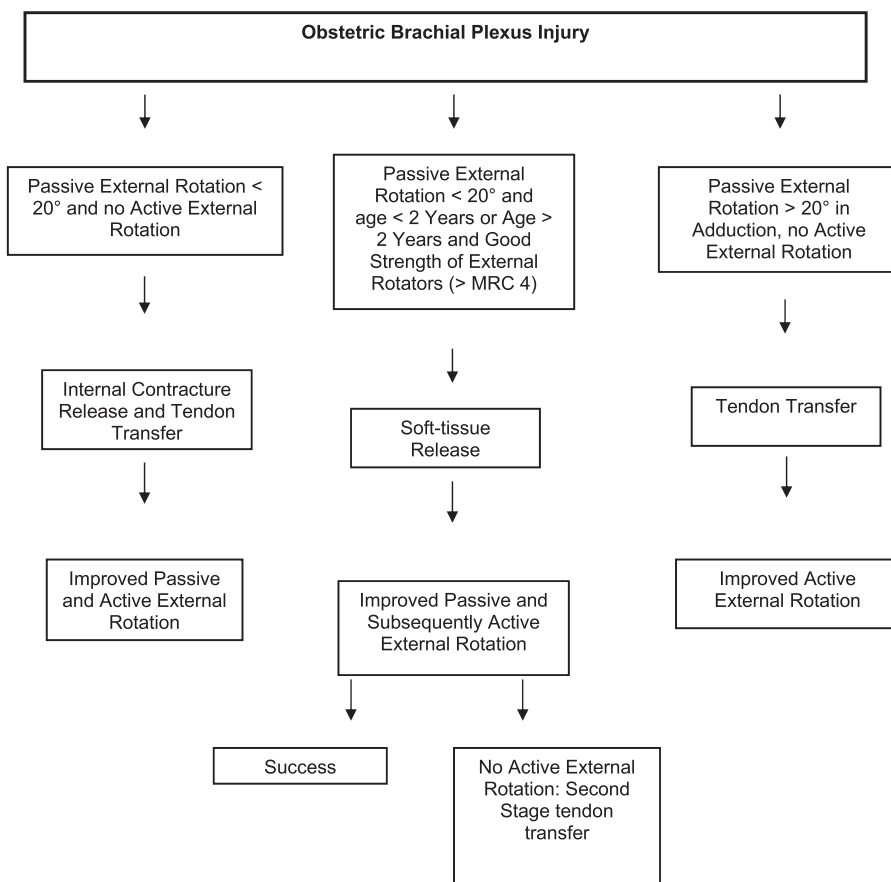 Obstetric Brachial Plexus Injury
Passive External Rotation <
20° and no Active External
Rotation
Passive External
Rotation < 20° and
age < 2 Years or Age >
2 Years and Good
Strength of External
Rotators (> MRC 4)
Passive External
Rotation > 20° in
Adduction, no Active
External Rotation
Internal Contracture
Release and Tendon
Transfer
Soft-tissue
Release
Tendon Transfer
Improved Passive
and Active External
Rotation
Improved Passive and
Subsequently Active
External Rotation
Improved Active
External Rotation
Success
No Active External
Rotation: Second
Stage tendon
transfer